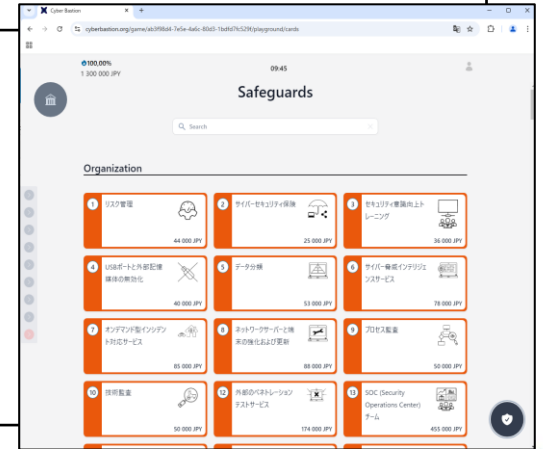 Cyber Bastion
cyberbastion.org/game/ab3f98d4-7e5e-4a6c-80d3-1bdfd7fc529f/playground/cards
100,00%
1 300 000 JPY
09:45
Safeguards
Search
Organization
1 リスク管理
44 000 JPY
2 サイバーセキュリティ保険
25 000 JPY
3 セキュリティ意識向上ト
レーニング
36 000 JPY
4 USBポートと外部記憶
媒体の無効化
40 000 JPY
5 データ分類
53 000 JPY
6 サイバー脅威インテリジェ
ンスサービス
78 000 JPY
7 オンデマンド型インシデン
ト対応サービス
85 000 JPY
8 ネットワークサーバーと端
末の強化および更新
88 000 JPY
9 プロセス監査
50 000 JPY
10 技術監査
50 000 JPY
12 外部のペネトレーション
テストサービス
174 000 JPY
13 SOC (Security
Operations Center)
チーム
455 000 JPY